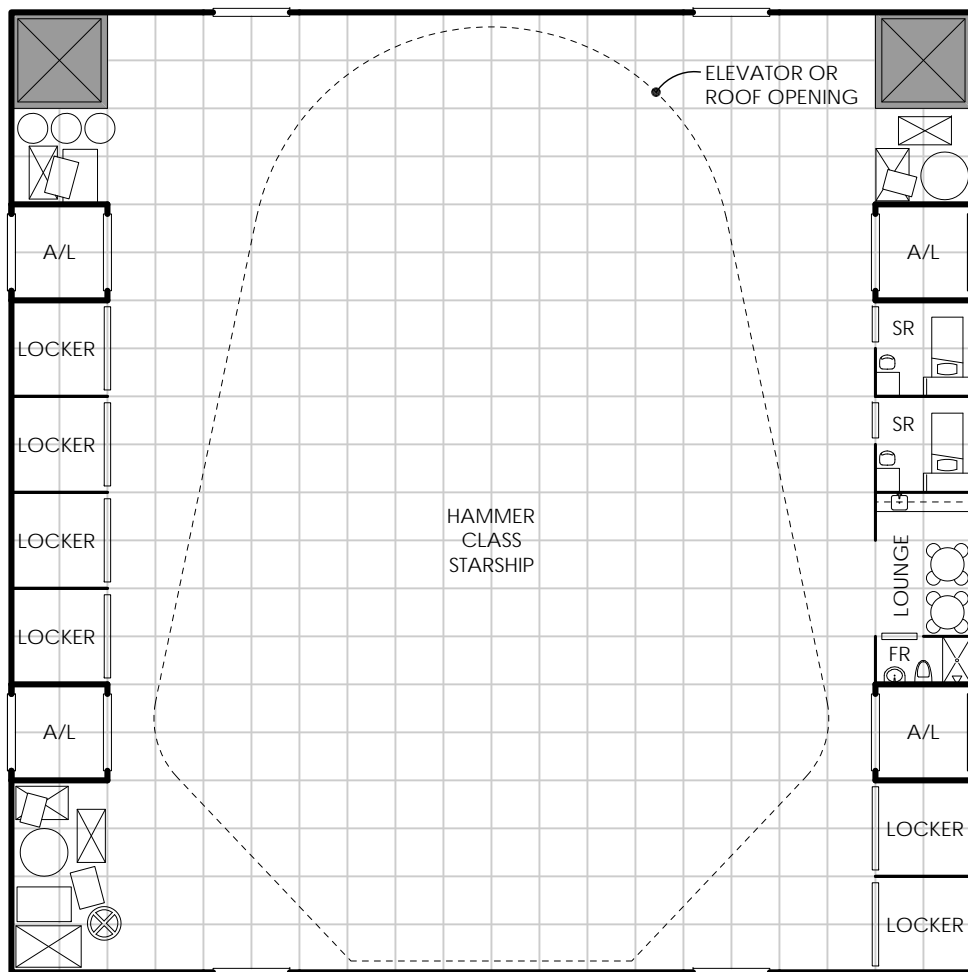 ELEVATOR OR
ROOF OPENING
A/L
A/L
LOCKER
SR
LOCKER
SR
HAMMER
CLASS
STARSHIP
LOCKER
LOUNGE
LOCKER
FR
A/L
A/L
LOCKER
LOCKER